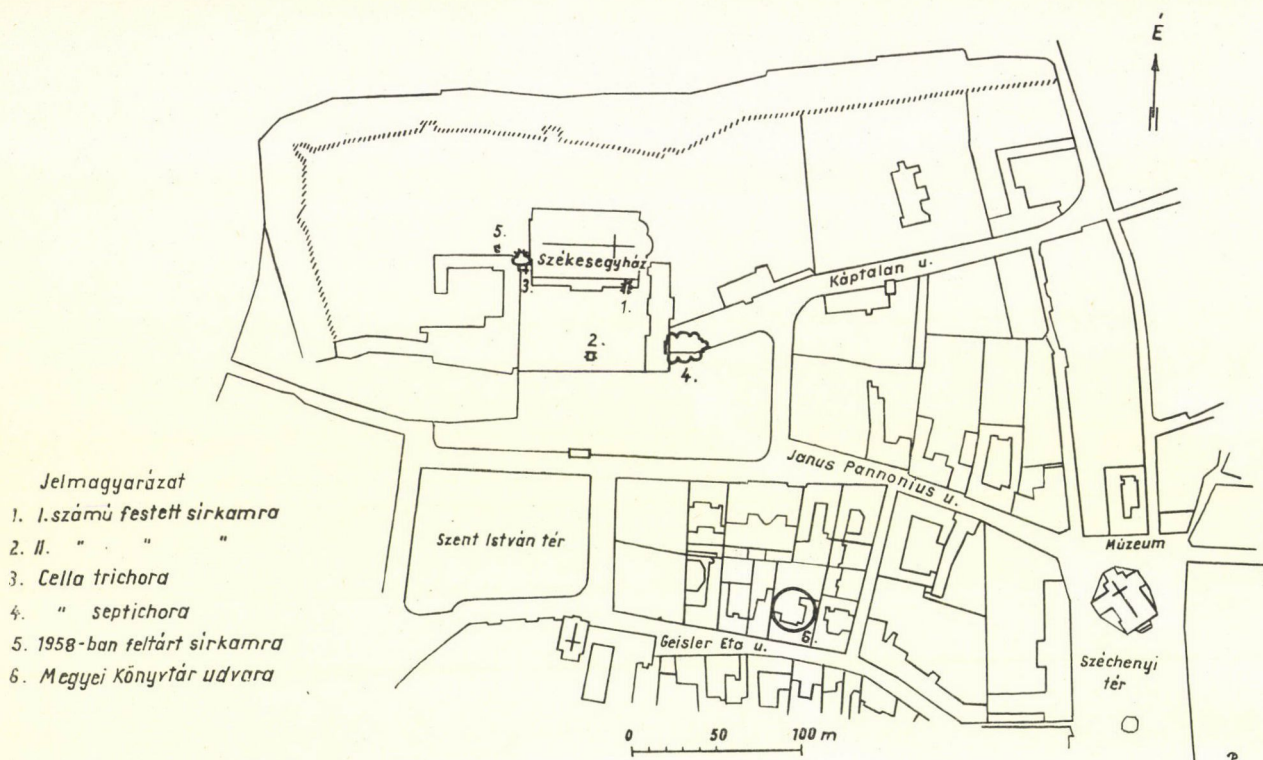 É
5.
Székesegyház
3.
1.
Káptalan u.
2.
4.
Janus Pannonius u.
Jelmagyarázat
1. I. számú festett sírkamra
2. II. " " "
3. Cella trichora
4. " septichora
5. 1958-ban feltárt sírkamra
6. Megyei Könyvtár udvara
Szent István tér
Múzeum
6.
Geisler Eta u.
Széchenyi
tér
0 50 100 m